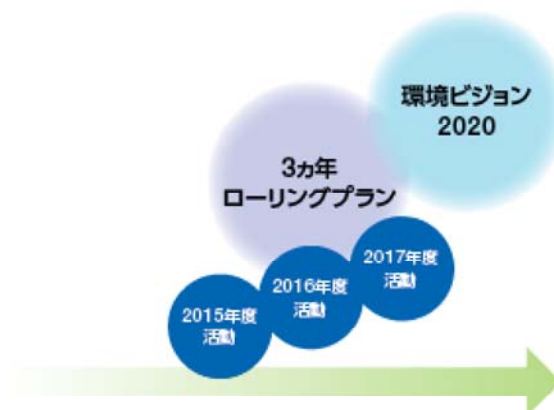 環境ビジョン
2020
3ヵ年
ローリングプラン
2017年度
活動
2016年度
活動
2015年度
活動